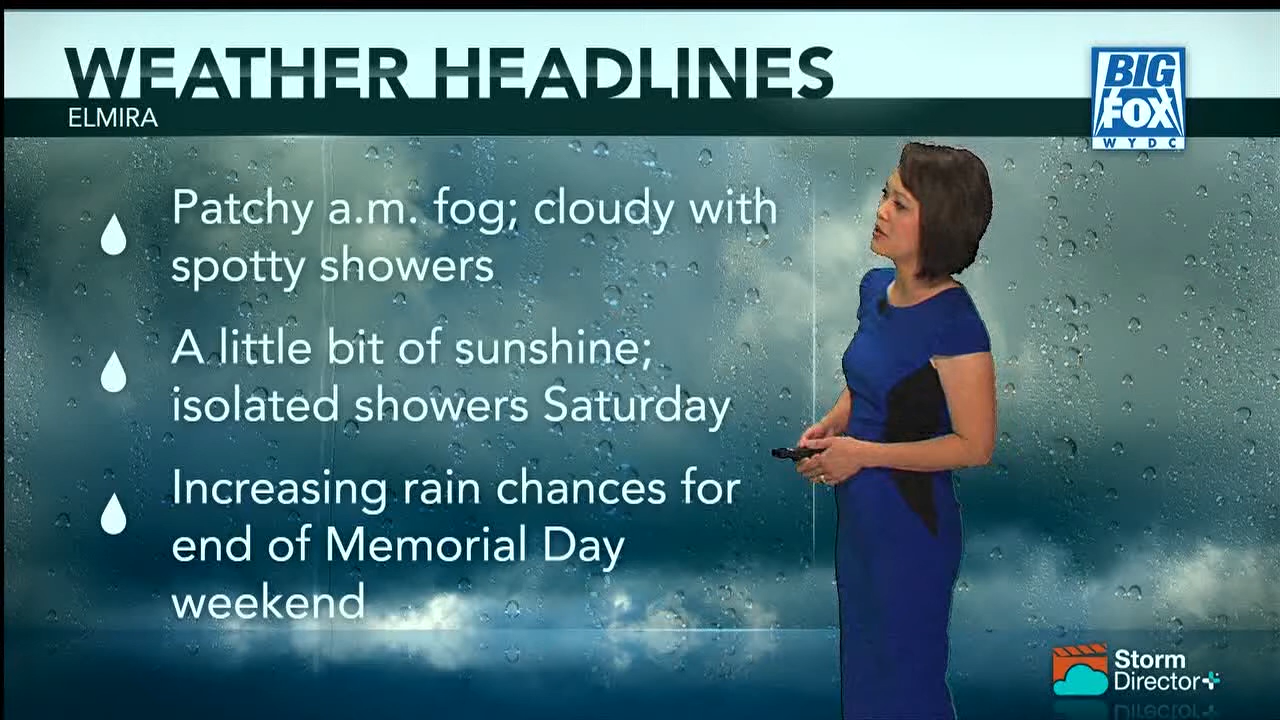 WEATHER HEADLINES
ELMIRA
BIG
FOX
WYDC
Patchy a.m. fog; cloudy with
spotty showers
A little bit of sunshine;
isolated showers Saturday
Increasing rain chances for
end of Memorial Day
weekend
Storm
Director+